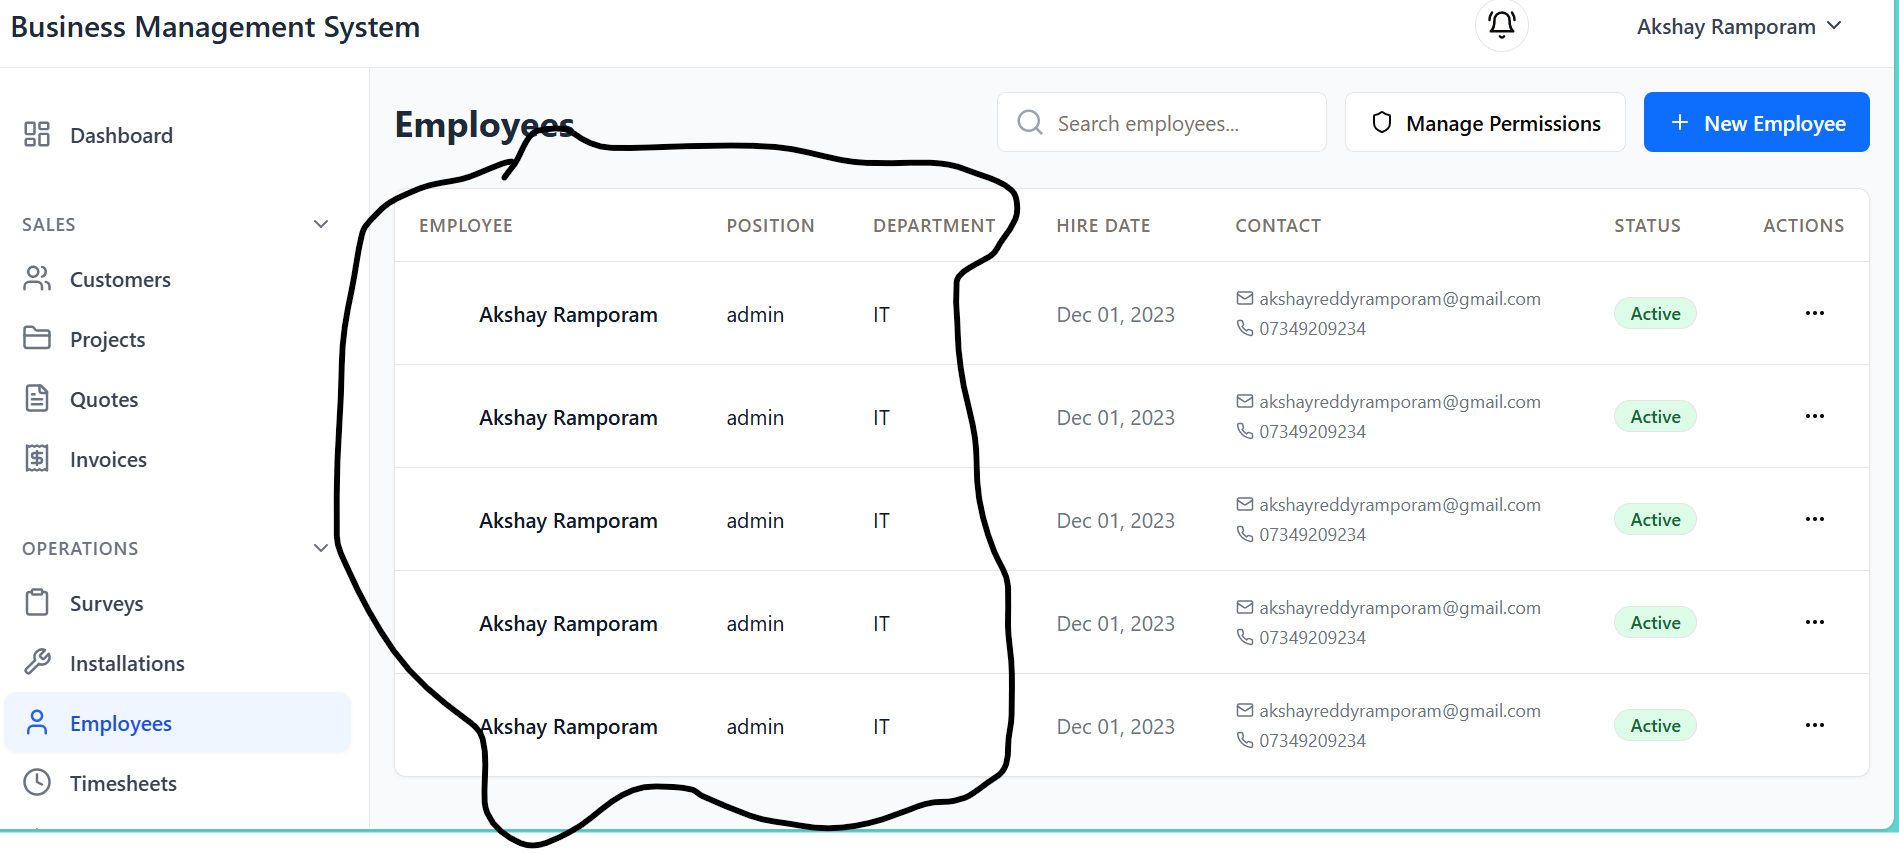 Business Management System
Akshay Ramporam
Dashboard
SALES
Customers
Projects
Quotes
Invoices
OPERATIONS
Surveys
Installations
Employees
Timesheets
Employees
Search employees...
Manage Permissions
New Employee
EMPLOYEE POSITION DEPARTMENT HIRE DATE CONTACT STATUS ACTIONS
Akshay Ramporam admin IT Dec 01, 2023 akshayreddyramporam@gmail.com Active
07349209234
Akshay Ramporam admin IT Dec 01, 2023 akshayreddyramporam@gmail.com Active
07349209234
Akshay Ramporam admin IT Dec 01, 2023 akshayreddyramporam@gmail.com Active
07349209234
Akshay Ramporam admin IT Dec 01, 2023 akshayreddyramporam@gmail.com Active
07349209234
Akshay Ramporam admin IT Dec 01, 2023 akshayreddyramporam@gmail.com Active
07349209234